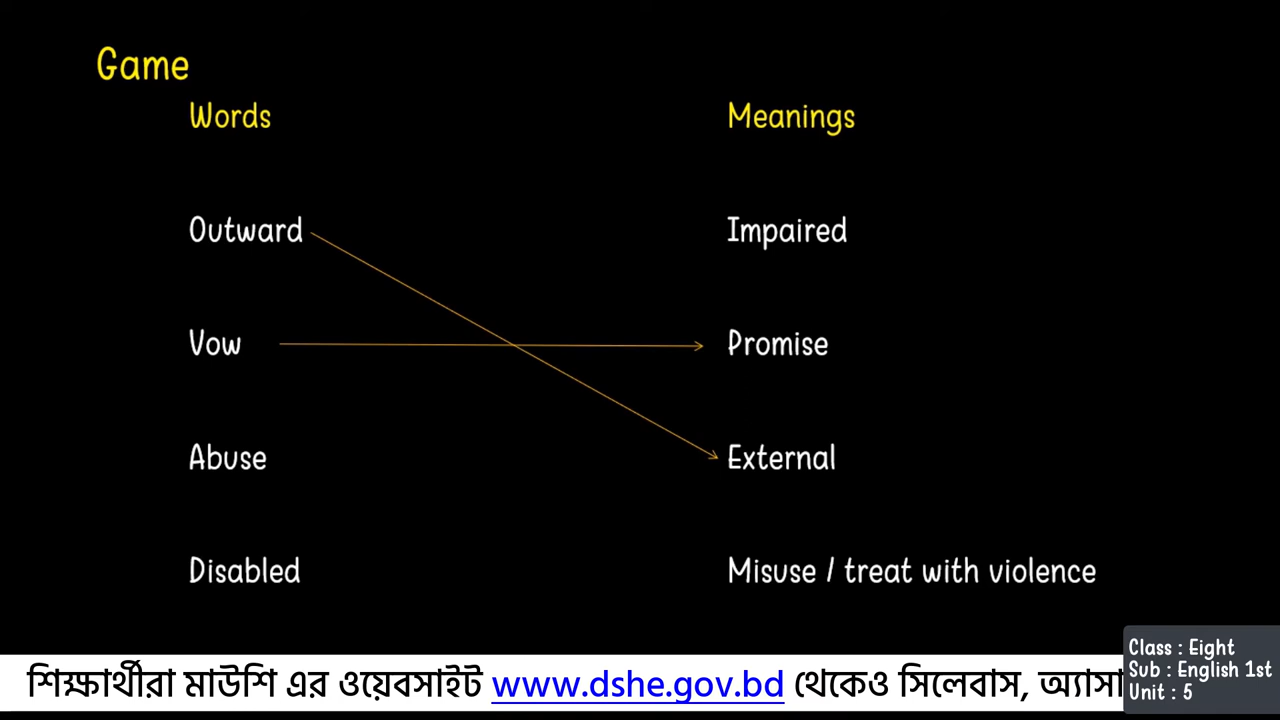 Game
Words Meanings
Outward Impaired
Vow Promise
Abuse External
Disabled Misuse / treat with violence
Class : Eight
Sub : English 1st
Unit : 5
শিক্ষার্থীরা মাউশি এর ওয়েবসাইট www.dshe.gov.bd থেকেও সিলেবাস,